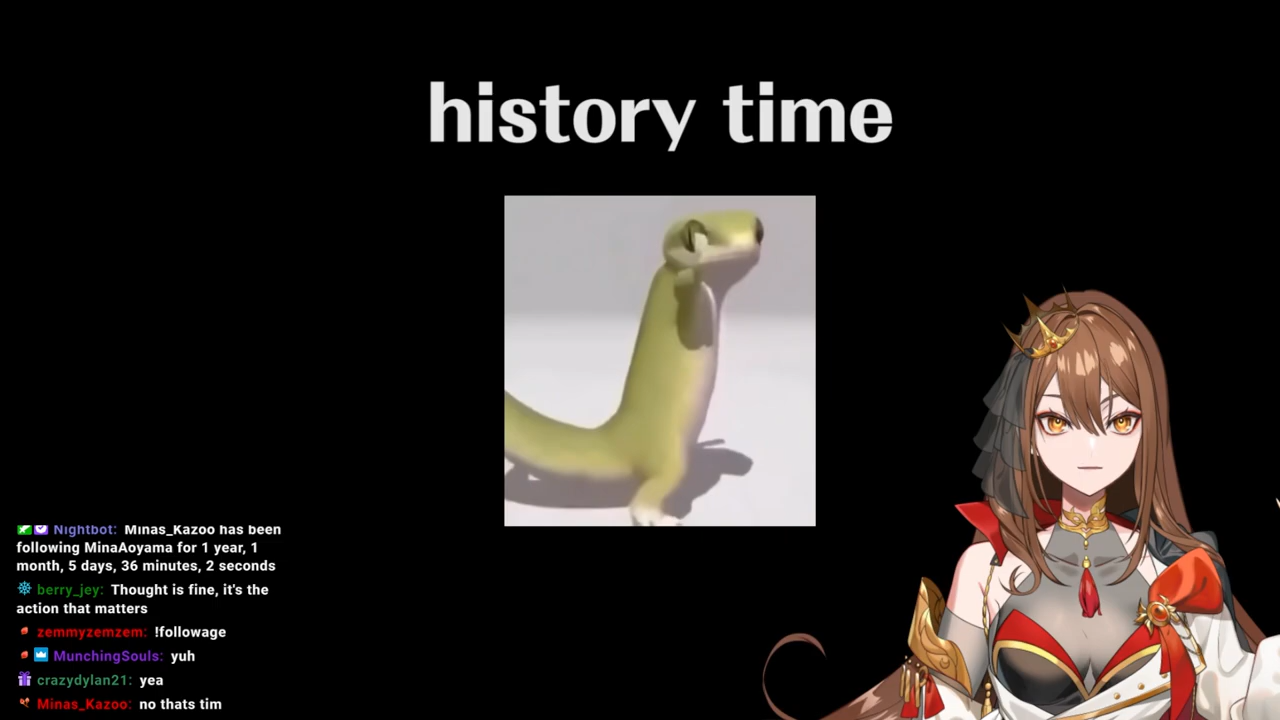 history time
Nightbot: Minas_Kazoo has been
following MinaAoyama for 1 year, 1
month, 5 days, 36 minutes, 2 seconds
berry_jey: Thought is fine, it's the
action that matters
zemmyzemzem: !followage
MunchingSouls: yuh
crazydylan21: yea
Minas_Kazoo: no thats tim